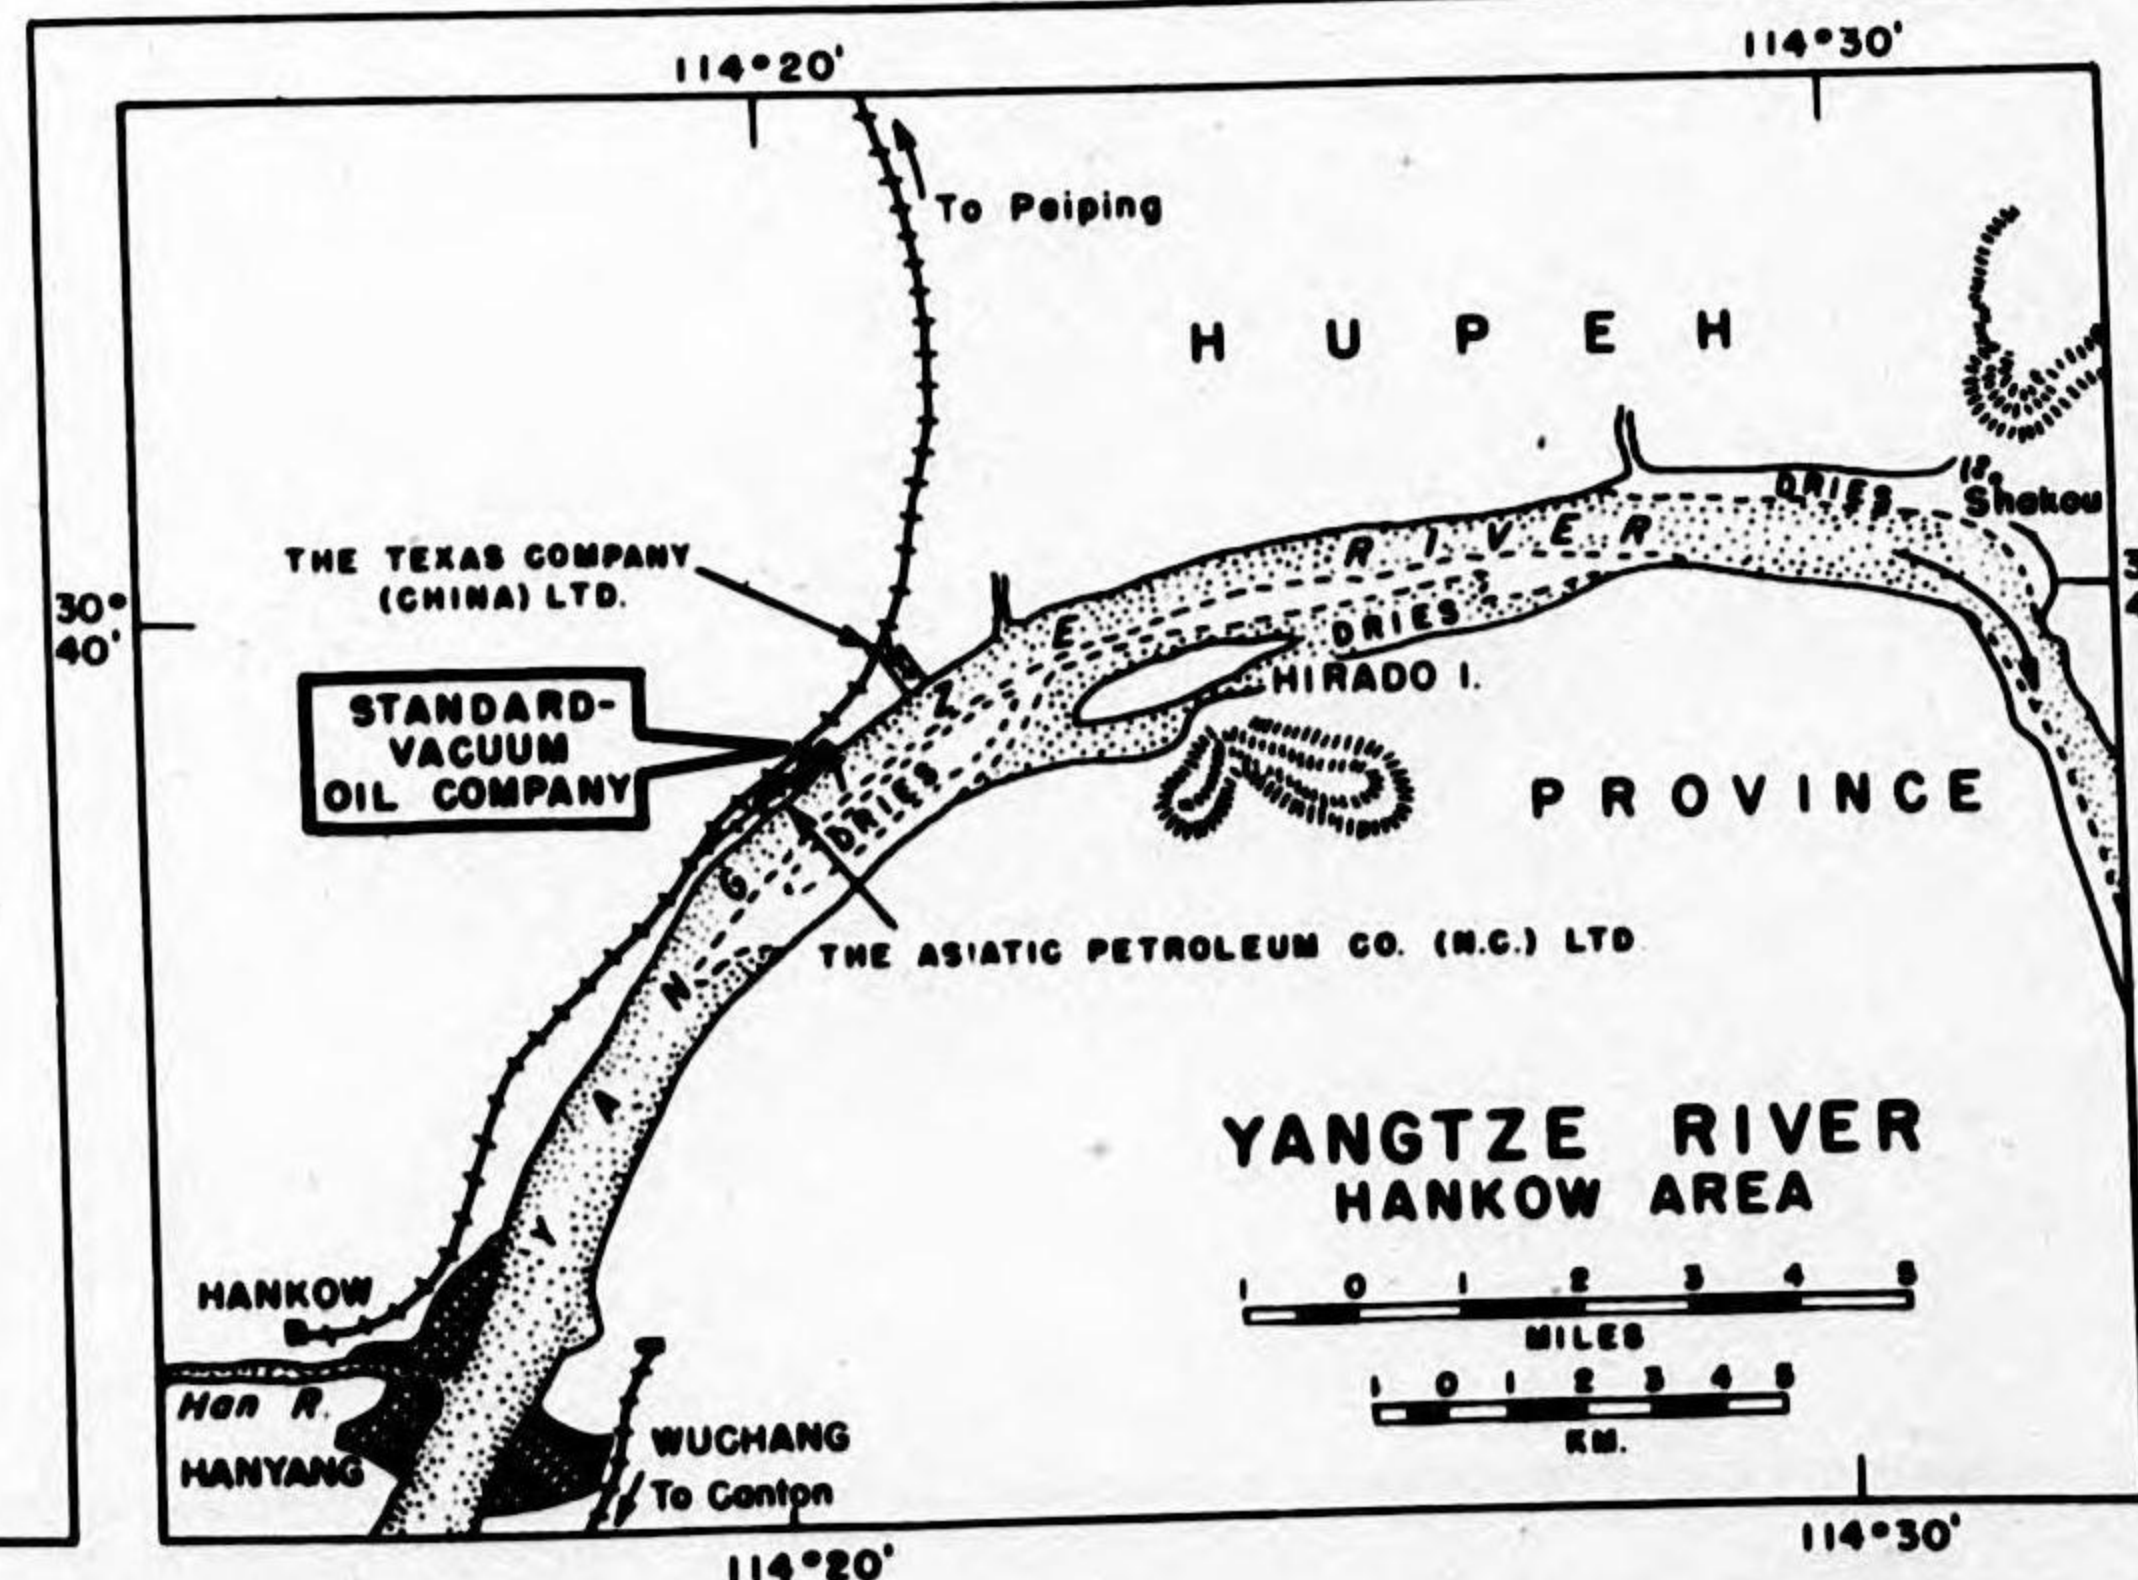 114°20'
114°30'
To Peiping
H U P E H
THE TEXAS COMPANY
(CHINA) LTD.
30°
40'
STANDARD-
VACUUM
OIL COMPANY
YANGTZE RIVER
DRIES
Shakou
DRIES
HIRADO I.
DRIES
PROVINCE
THE ASIATIC PETROLEUM CO. (N.C.) LTD.
YANGTZE RIVER
HANKOW AREA
1 0 1 2 3 4 5
MILES
1 0 1 2 3 4 5
KM.
HANKOW
Han R.
HANYANG
WUCHANG
To Canton
114°20'
114°30'